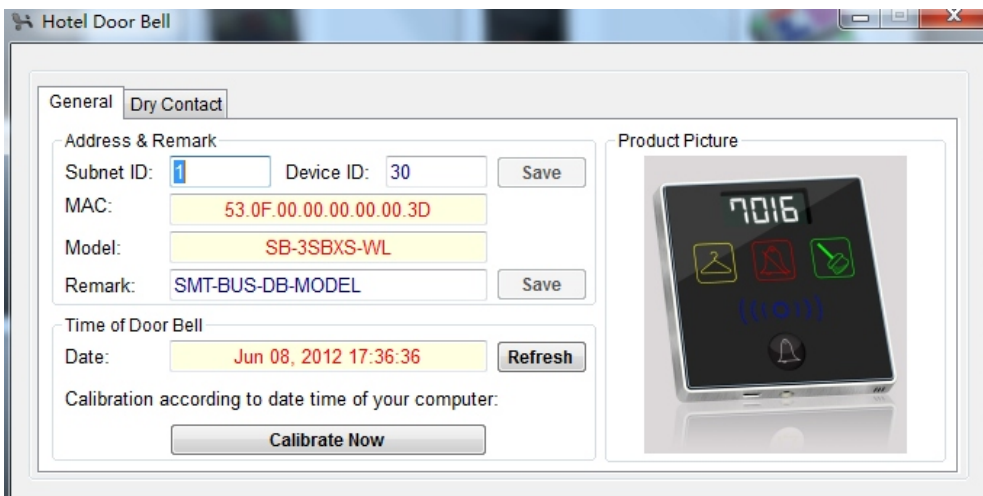 Hotel Door Bell
General Dry Contact
Address & Remark
Subnet ID: 1 Device ID: 30 Save
MAC: 53.0F.00.00.00.00.00.3D
Model: SB-3SBXS-WL
Remark: SMT-BUS-DB-MODEL Save
Time of Door Bell
Date: Jun 08, 2012 17:36:36 Refresh
Calibration according to date time of your computer:
Calibrate Now
Product Picture
7016